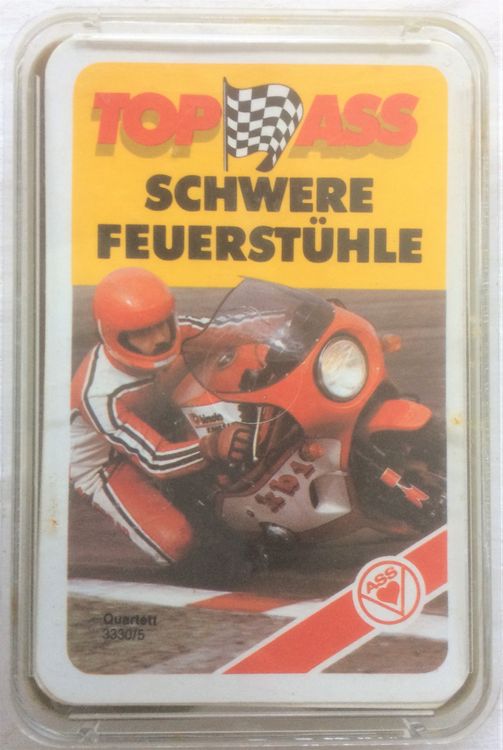 TOP ASS
SCHWERE
FEUERSTÜHLE
ASS
Quartett
3330/5